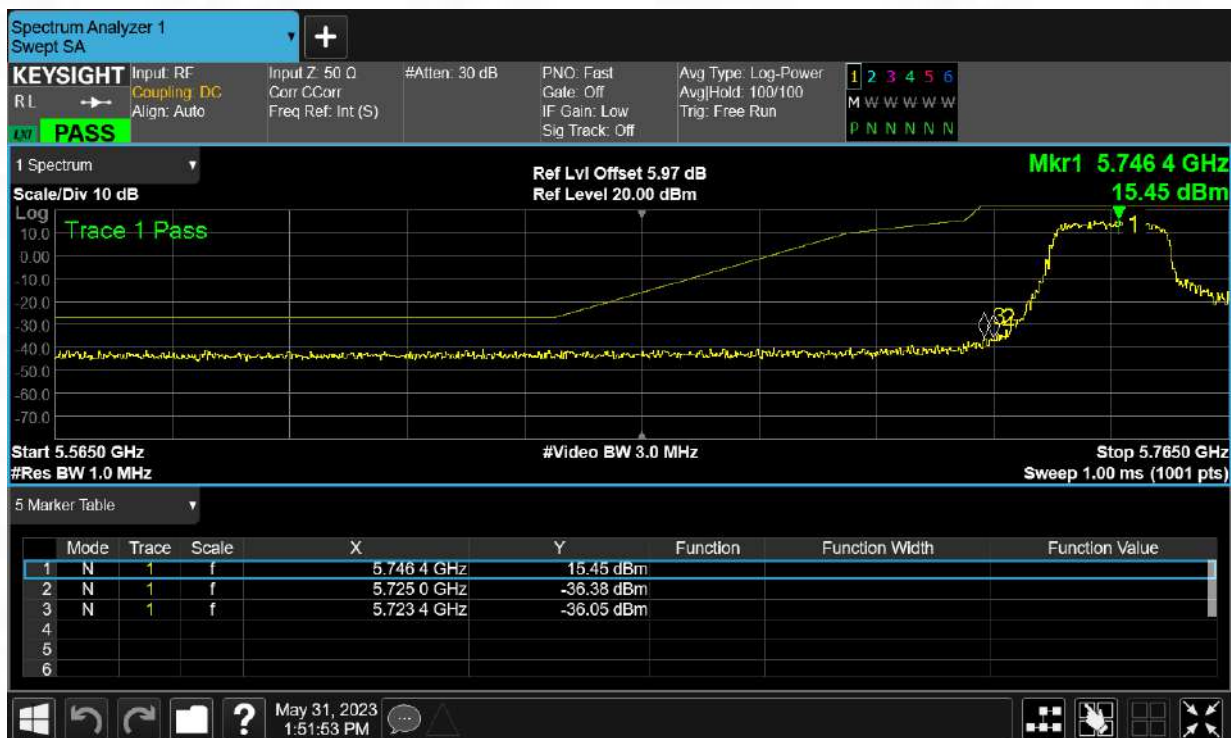 Spectrum Analyzer 1
Swept SA
+
KEYSIGHT Input: RF Input Z: 50 Ω #Atten: 30 dB PNO: Fast Avg Type: Log-Power 1 2 3 4 5 6
RL Coupling: DC Corr CCorr Gate: Off Avg|Hold: 100/100 M W W W W W
Align: Auto Freq Ref: Int (S) IF Gain: Low Trig: Free Run
LXI PASS Sig Track: Off P N N N N N
1 Spectrum Ref Lvl Offset 5.97 dB Mkr1 5.746 4 GHz
Scale/Div 10 dB Ref Level 20.00 dBm 15.45 dBm
Log
Trace 1 Pass
1
10.0
0.00
-10.0
-20.0
-30.0
32
-40.0
-50.0
-60.0
-70.0
Start 5.5650 GHz #Video BW 3.0 MHz Stop 5.7650 GHz
#Res BW 1.0 MHz Sweep 1.00 ms (1001 pts)
5 Marker Table
Mode Trace Scale X Y Function Function Width Function Value
1 N 1 f 5.746 4 GHz 15.45 dBm
2 N 1 f 5.725 0 GHz -36.38 dBm
3 N 1 f 5.723 4 GHz -36.05 dBm
4
5
6
? May 31, 2023
1:51:53 PM